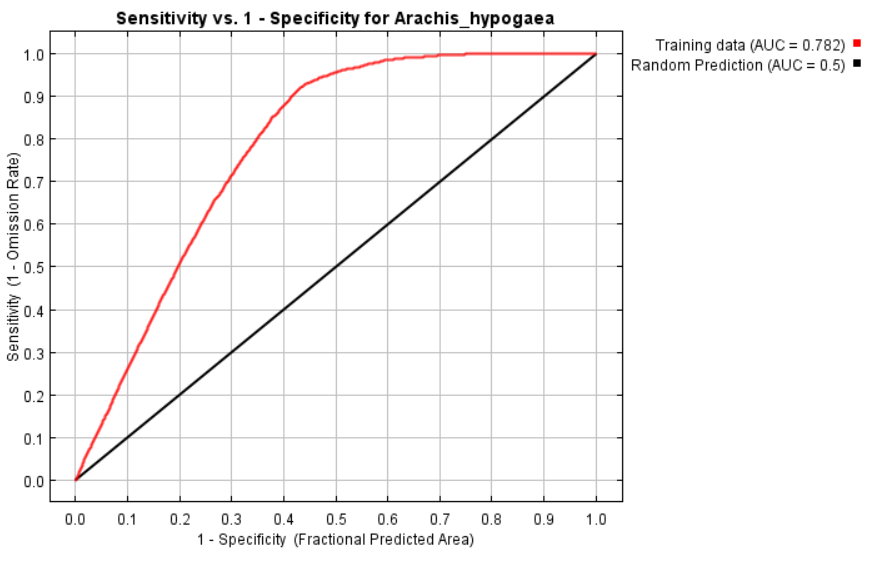 Sensitivity vs. 1 - Specificity for Arachis_hypogaea
Training data (AUC = 0.782)
Random Prediction (AUC = 0.5)
Sensitivity (1 - Omission Rate)
1.0
0.9
0.8
0.7
0.6
0.5
0.4
0.3
0.2
0.1
0.0
0.0 0.1 0.2 0.3 0.4 0.5 0.6 0.7 0.8 0.9 1.0
1 - Specificity (Fractional Predicted Area)